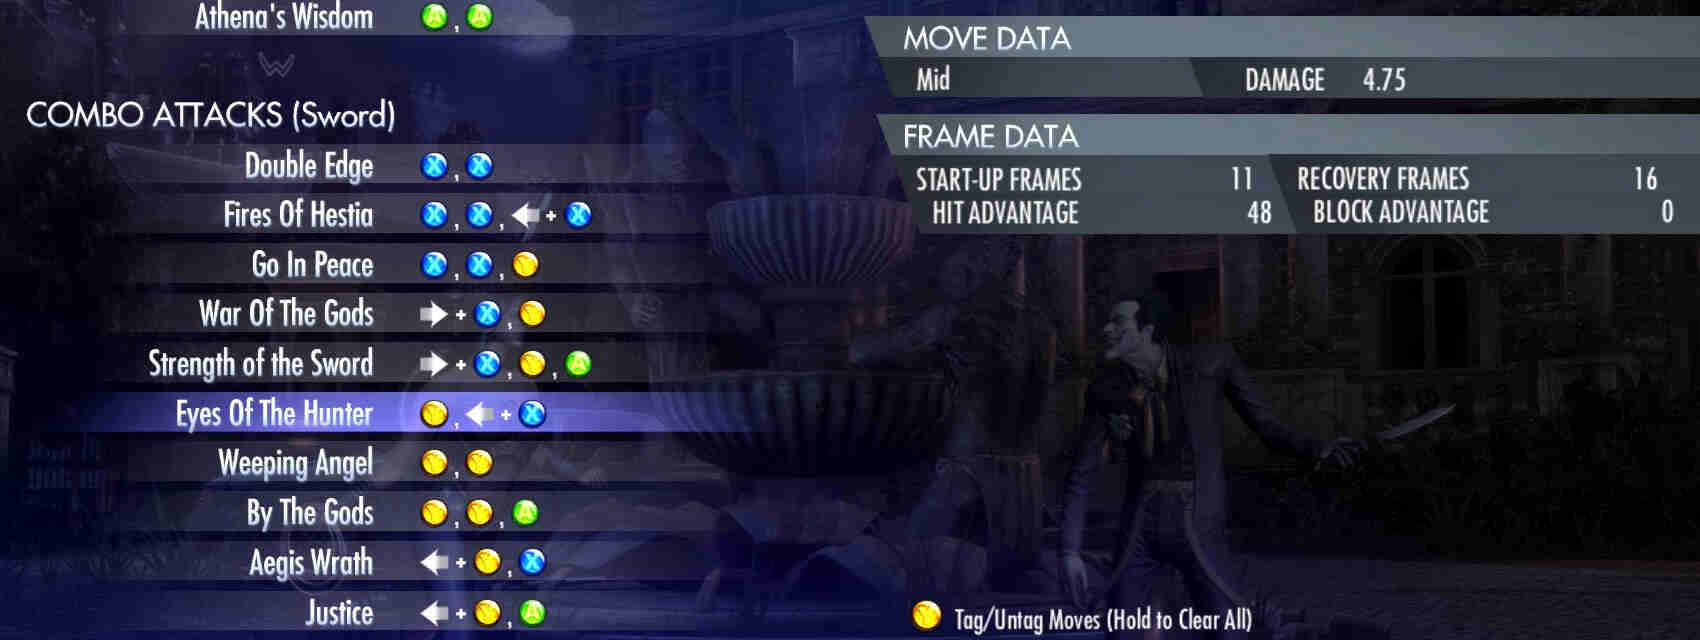 Athena's Wisdom A , A
COMBO ATTACKS (Sword)
Double Edge X , X
Fires Of Hestia X , X , + X
Go In Peace X , X , Y
War Of The Gods + X , Y
Strength of the Sword + X , Y , A
Eyes Of The Hunter Y , + X
Weeping Angel Y , Y
By The Gods Y , Y , A
Aegis Wrath + Y , X
Justice + Y , A
MOVE DATA
Mid DAMAGE 4.75
FRAME DATA
START-UP FRAMES 11 RECOVERY FRAMES 16
HIT ADVANTAGE 48 BLOCK ADVANTAGE 0
Y Tag/Untag Moves (Hold to Clear All)